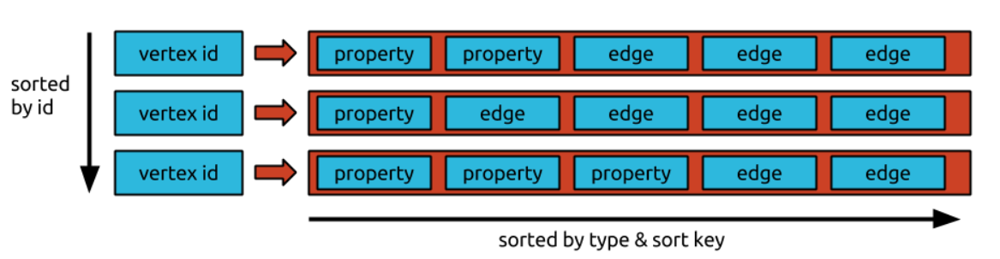 sorted
by id
vertex id property property edge edge edge
vertex id property edge edge edge edge
vertex id property property property edge edge
sorted by type & sort key